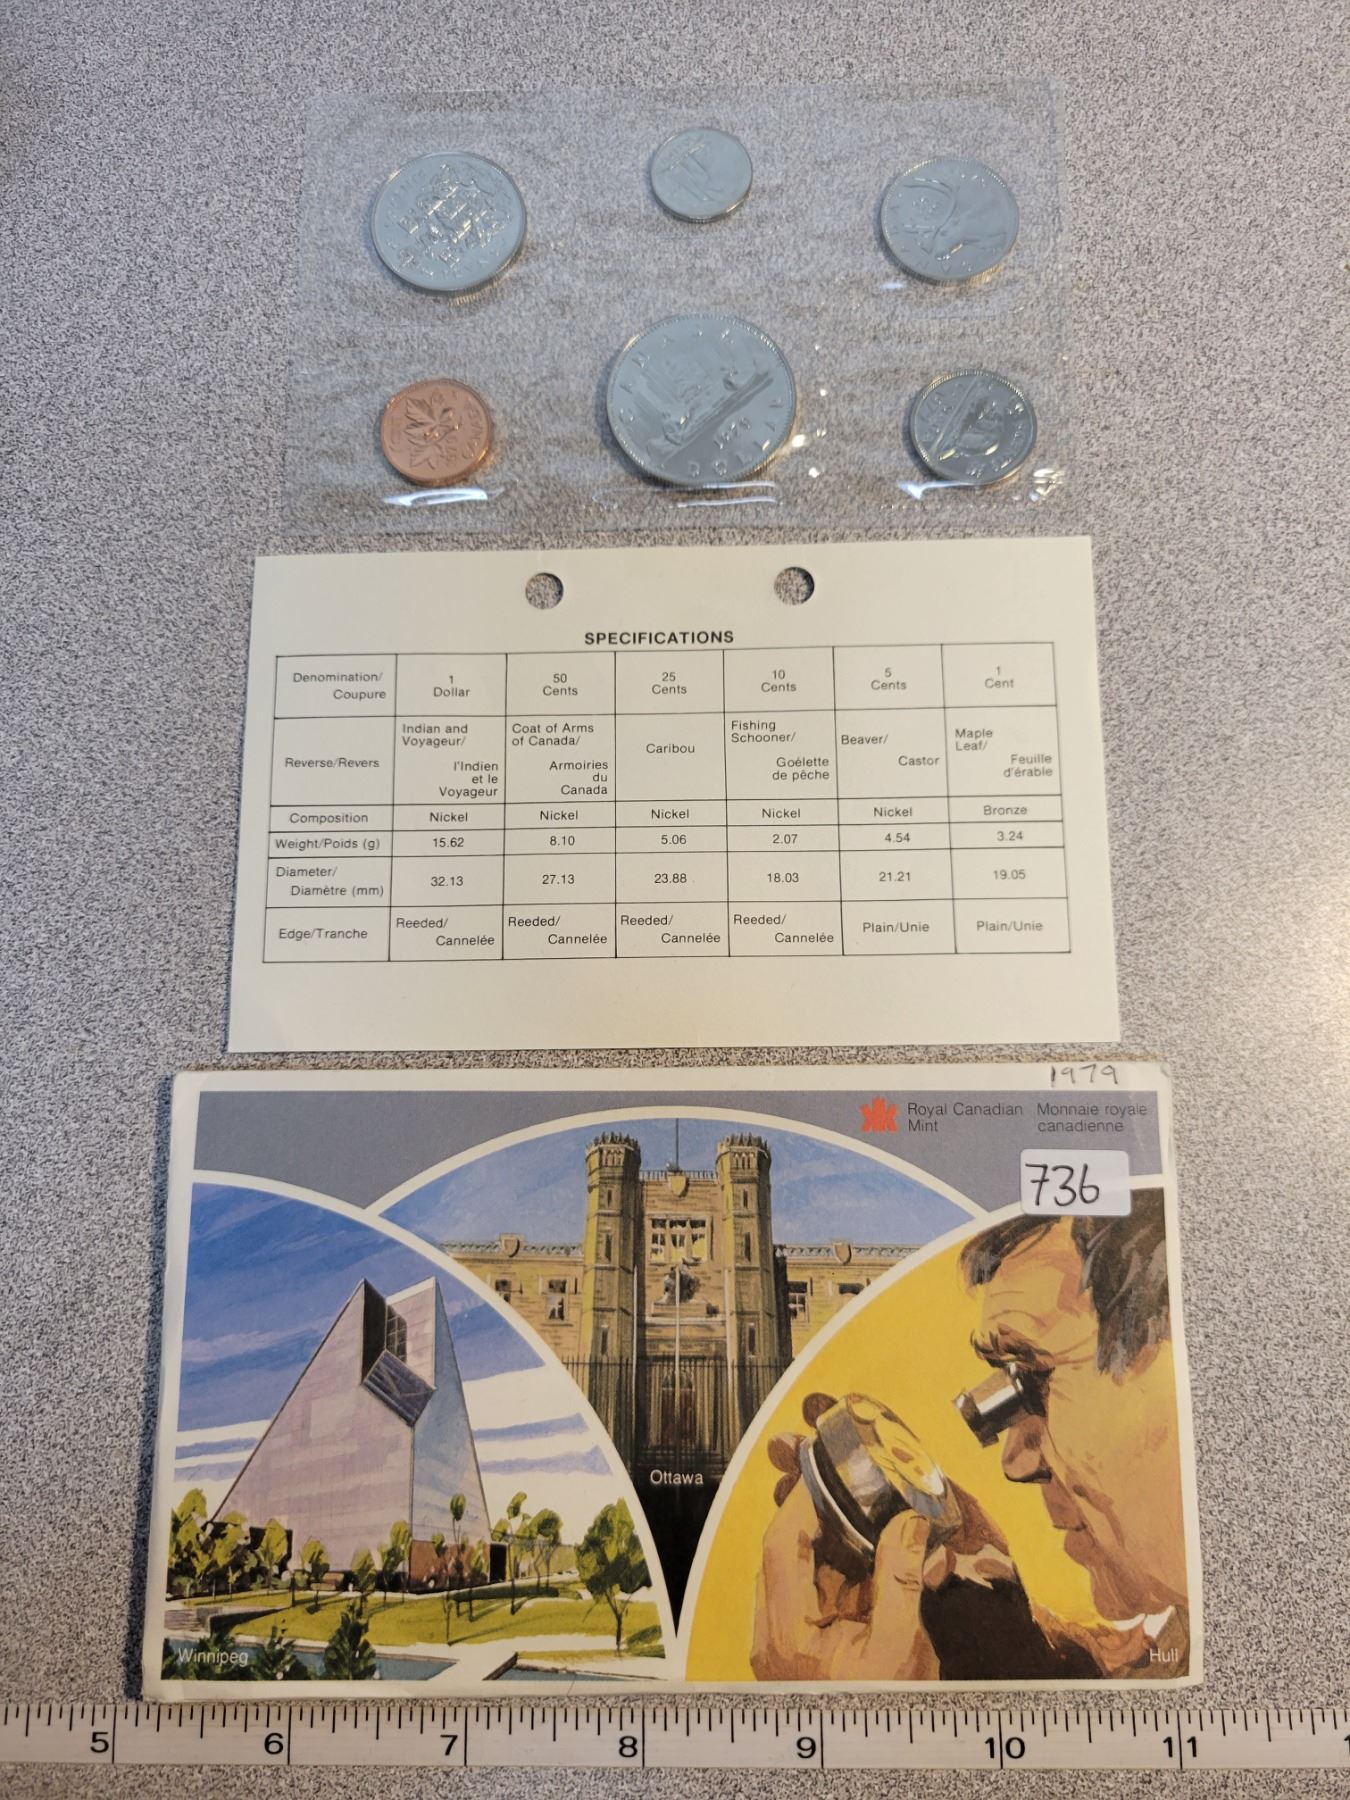 CANADA
1979
DOLLAR
SPECIFICATIONS
Denomination/ Coupure
1 Dollar
50 Cents
25 Cents
10 Cents
5 Cents
1 Cent
Reverse/Revers
Indian and Voyageur/ l'Indien et le Voyageur
Coat of Arms of Canada/ Armoiries du Canada
Caribou
Fishing Schooner/ Goélette de pêche
Beaver/ Castor
Maple Leaf/ Feuille d'érable
Composition Nickel Nickel Nickel Nickel Nickel Bronze
Weight/Poids (g) 15.62 8.10 5.06 2.07 4.54 3.24
Diameter/ Diamètre (mm) 32.13 27.13 23.88 18.03 21.21 19.05
Edge/Tranche
Reeded/ Cannelée
Reeded/ Cannelée
Reeded/ Cannelée
Reeded/ Cannelée
Plain/Unie
Plain/Unie
1979
Royal Canadian Mint
Monnaie royale canadienne
736
Ottawa
Winnipeg
Hull
5 6 7 8 9 10 11